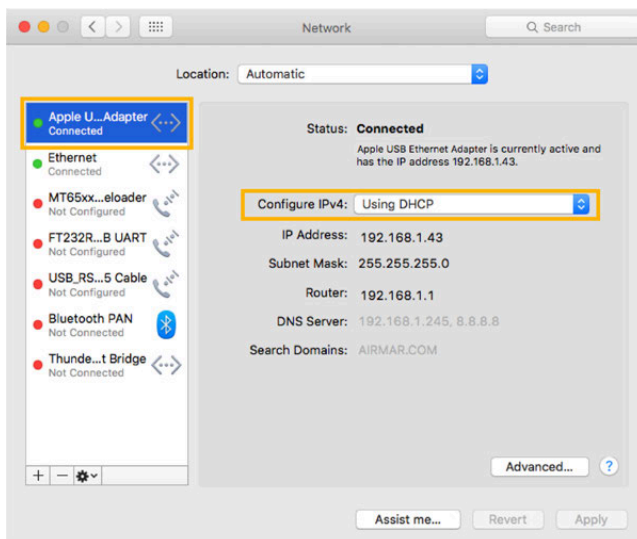 Network
Search
Location: Automatic
Apple U...Adapter
Connected
Ethernet
Connected
MT65xx...eloader
Not Configured
FT232R...B UART
Not Configured
USB_RS...5 Cable
Not Configured
Bluetooth PAN
Not Connected
Thunde...t Bridge
Not Connected
Status: Connected
Apple USB Ethernet Adapter is currently active and
has the IP address 192.168.1.43.
Configure IPv4: Using DHCP
IP Address: 192.168.1.43
Subnet Mask: 255.255.255.0
Router: 192.168.1.1
DNS Server: 192.168.1.245, 8.8.8.8
Search Domains: AIRMAR.COM
Advanced... ?
Assist me... Revert Apply